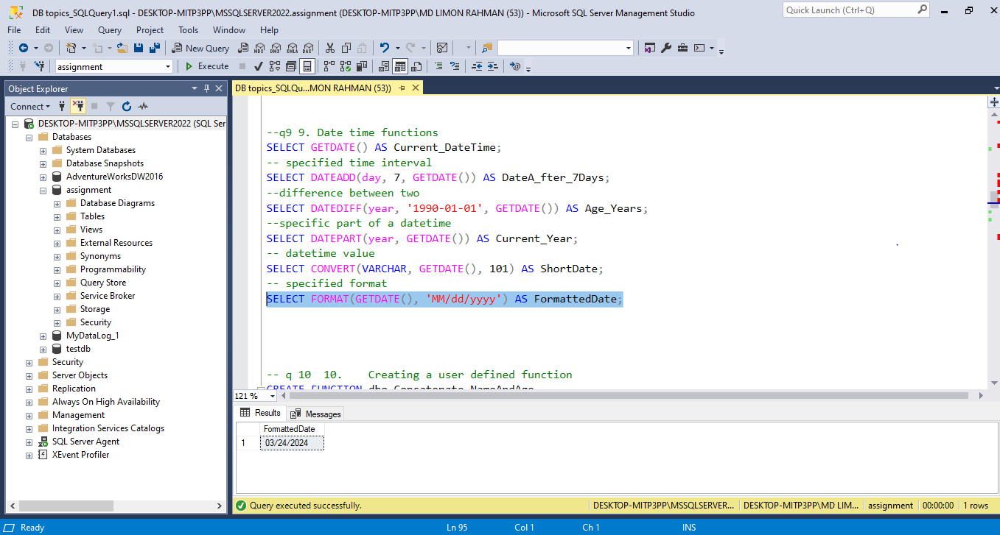 DB topics_SQLQuery1.sql - DESKTOP-MITP3PP\MSSQLSERVER2022.assignment (DESKTOP-MITP3PP\MD LIMON RAHMAN (53)) - Microsoft SQL Server Management Studio
Quick Launch (Ctrl+Q)
File Edit View Query Project Tools Window Help
New Query MDX DMX XMLA DAX
assignment Execute
Object Explorer
Connect
DESKTOP-MITP3PP\MSSQLSERVER2022 (SQL Ser
Databases
System Databases
Database Snapshots
AdventureWorksDW2016
assignment
Database Diagrams
Tables
Views
External Resources
Synonyms
Programmability
Query Store
Service Broker
Storage
Security
MyDataLog_1
testdb
Security
Server Objects
Replication
Always On High Availability
Management
Integration Services Catalogs
SQL Server Agent
XEvent Profiler
DB topics_SQLQu...MON RAHMAN (53))
--q9 9. Date time functions
SELECT GETDATE() AS Current_DateTime;
-- specified time interval
SELECT DATEADD(day, 7, GETDATE()) AS DateA_fter_7Days;
--difference between two
SELECT DATEDIFF(year, '1990-01-01', GETDATE()) AS Age_Years;
--specific part of a datetime
SELECT DATEPART(year, GETDATE()) AS Current_Year;
-- datetime value
SELECT CONVERT(VARCHAR, GETDATE(), 101) AS ShortDate;
-- specified format
SELECT FORMAT(GETDATE(), 'MM/dd/yyyy') AS FormattedDate;
-- q 10 10. Creating a user defined function
CREATE FUNCTION dbo.Concatenate_NameAndAge
121 %
Results Messages
FormattedDate
1 03/24/2024
Query executed successfully. DESKTOP-MITP3PP\MSSQLSERVER... DESKTOP-MITP3PP\MD LIM... assignment 00:00:00 1 rows
Ready Ln 95 Col 1 Ch 1 INS